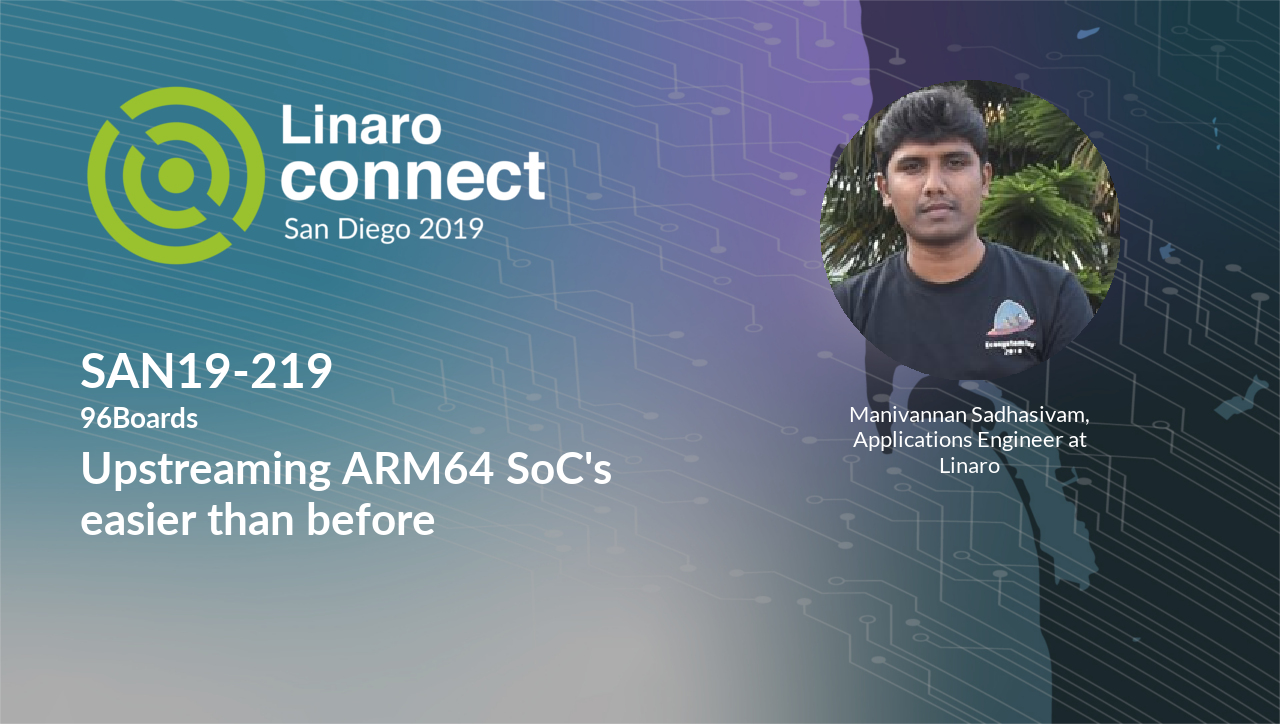 Linaro
connect
San Diego 2019
SAN19-219
96Boards
Upstreaming ARM64 SoC's
easier than before
Manivannan Sadhasivam,
Applications Engineer at
Linaro